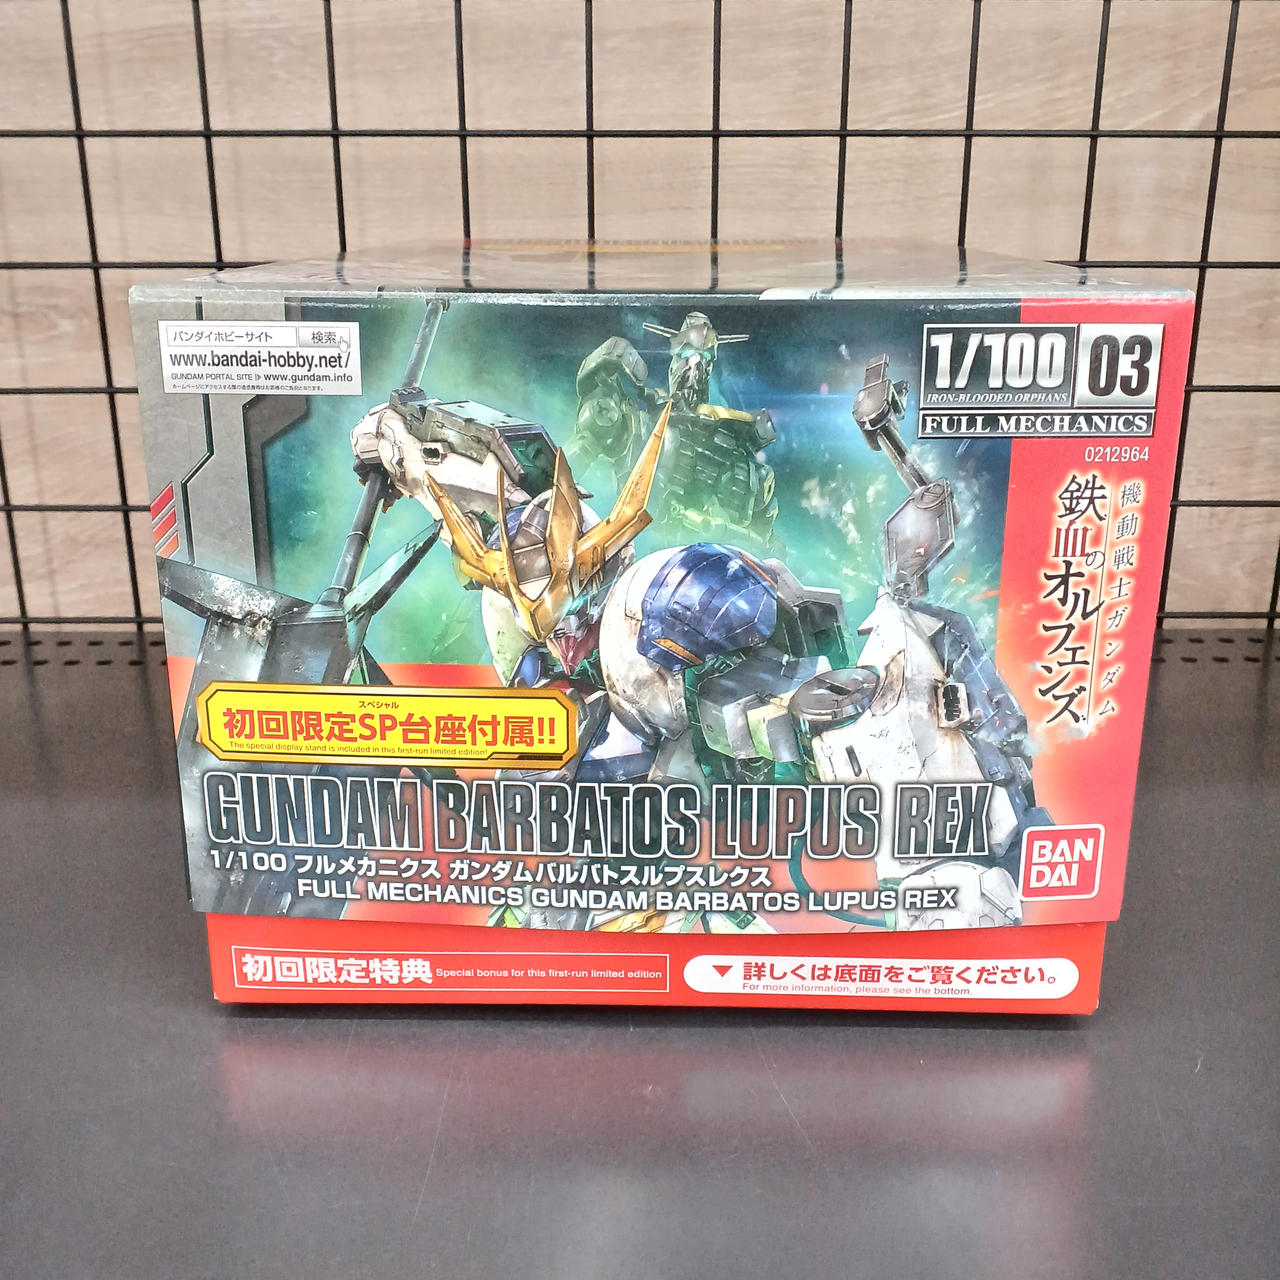 バンダイホビーサイト 検索
www.bandai-hobby.net/
GUNDAM PORTAL SITE www.gundam.info
1/100 03
IRON-BLOODED ORPHANS
FULL MECHANICS
0212964
機動戦士ガンダム
鉄血のオルフェンズ
スペシャル
初回限定SP台座付属!!
The special display stand is included in this first-run limited edition!
GUNDAM BARBATOS LUPUS REX
1/100 フルメカニクス ガンダムバルバトスルプスレクス
FULL MECHANICS GUNDAM BARBATOS LUPUS REX
BAN
DAI
初回限定特典 Special bonus for this first-run limited edition
▼詳しくは底面をご覧ください。
For more information, please see the bottom.